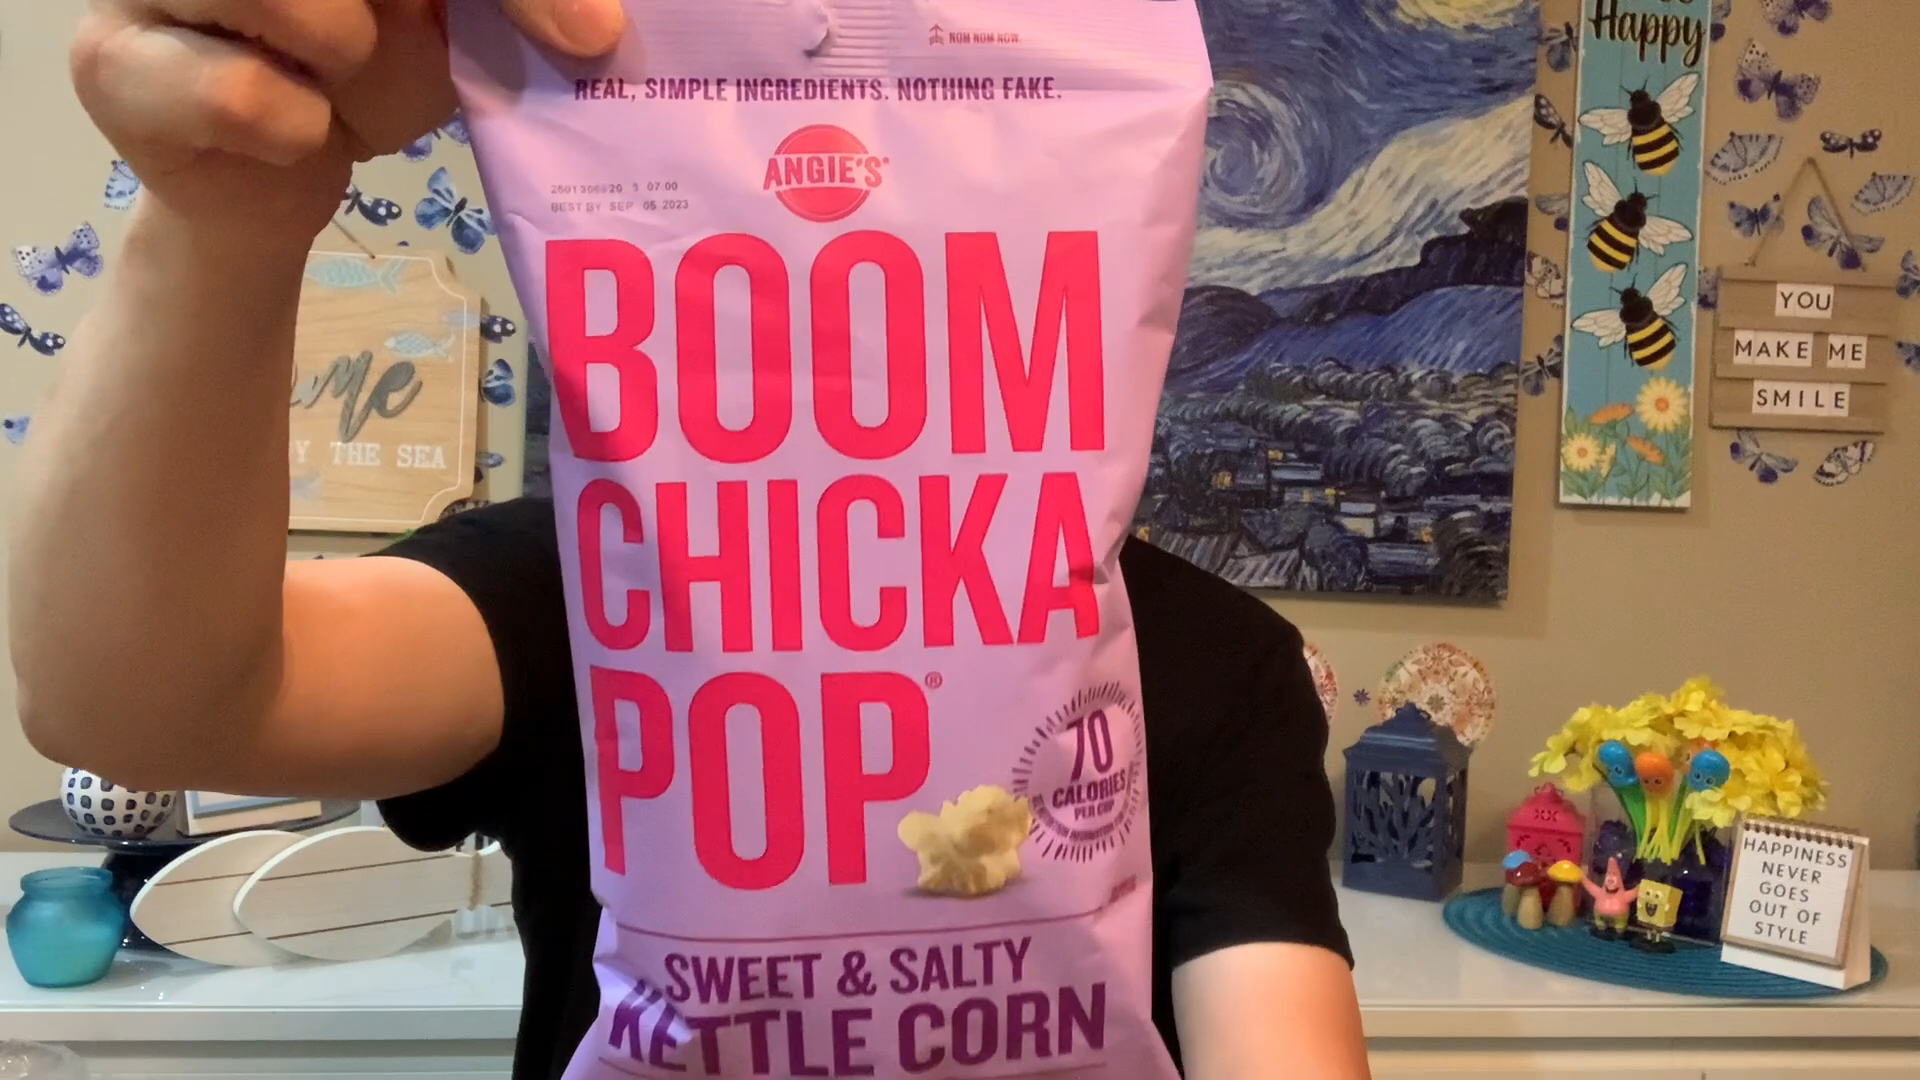 NOM NOM NOW.
REAL, SIMPLE INGREDIENTS. NOTHING FAKE.
ANGIE'S
BEST BY SEP 05 2023
BOOM
CHICKA
POP®
70
CALORIES
PER CUP
SWEET & SALTY
KETTLE CORN
Y THE SEA
Happy
YOU
MAKE ME
SMILE
HAPPINESS
NEVER
GOES
OUT OF
STYLE